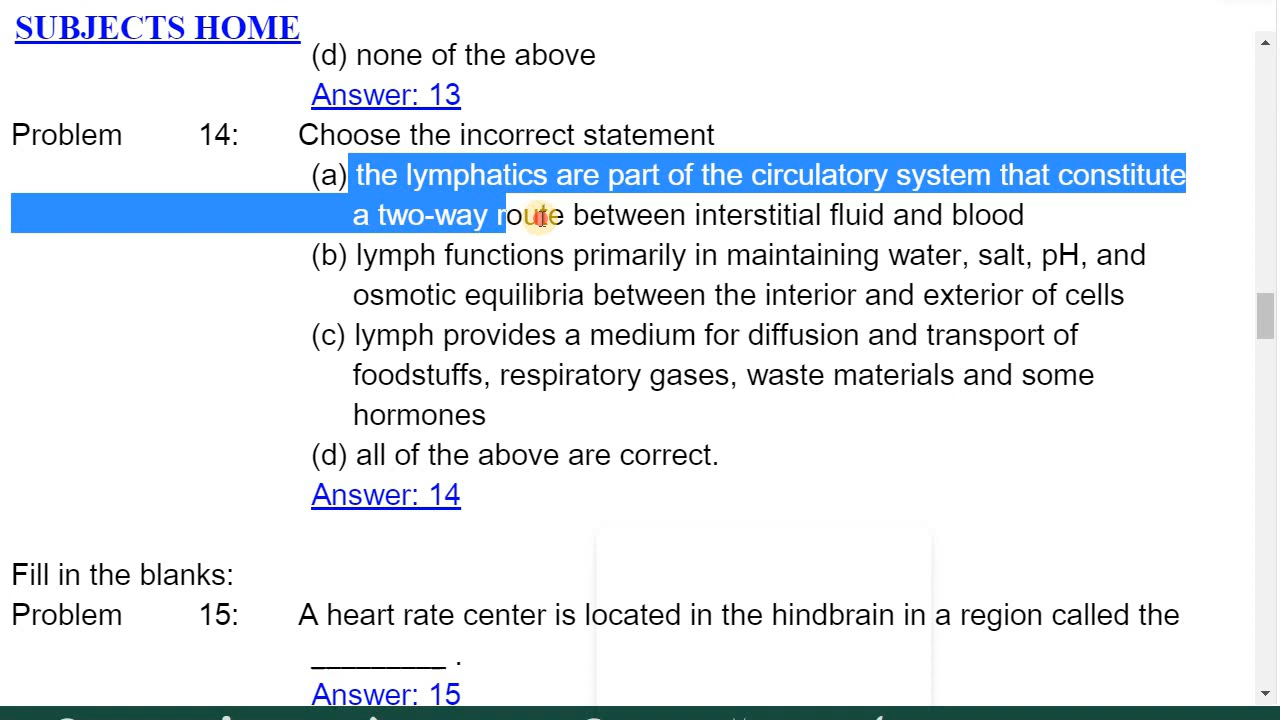 SUBJECTS HOME
(d) none of the above
Answer: 13
Problem 14: Choose the incorrect statement
(a) the lymphatics are part of the circulatory system that constitute
a two-way route between interstitial fluid and blood
(b) lymph functions primarily in maintaining water, salt, pH, and
osmotic equilibria between the interior and exterior of cells
(c) lymph provides a medium for diffusion and transport of
foodstuffs, respiratory gases, waste materials and some
hormones
(d) all of the above are correct.
Answer: 14
Fill in the blanks:
Problem 15: A heart rate center is located in the hindbrain in a region called the
_________ .
Answer: 15